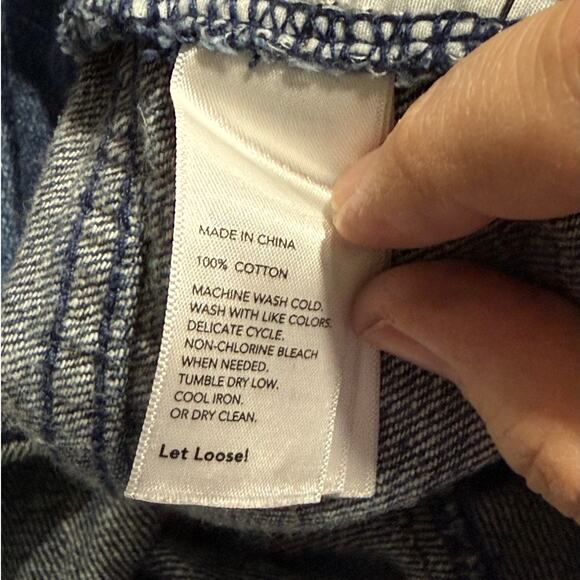 MADE IN CHINA
100% COTTON
MACHINE WASH COLD.
WASH WITH LIKE COLORS.
DELICATE CYCLE.
NON-CHLORINE BLEACH
WHEN NEEDED.
TUMBLE DRY LOW.
COOL IRON.
OR DRY CLEAN.
Let Loose!